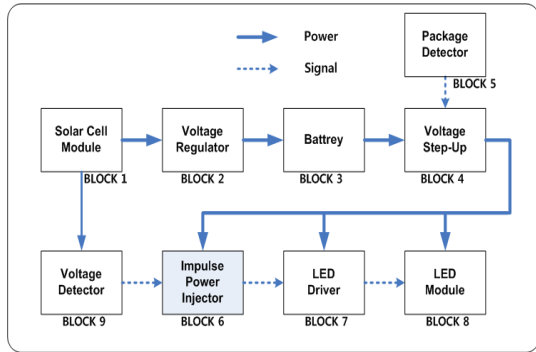 Power
Signal
Package
Detector
BLOCK 5
Solar Cell
Module
BLOCK 1
Voltage
Regulator
BLOCK 2
Battrey
BLOCK 3
Voltage
Step-Up
BLOCK 4
Voltage
Detector
BLOCK 9
Impulse
Power
Injector
BLOCK 6
LED
Driver
BLOCK 7
LED
Module
BLOCK 8